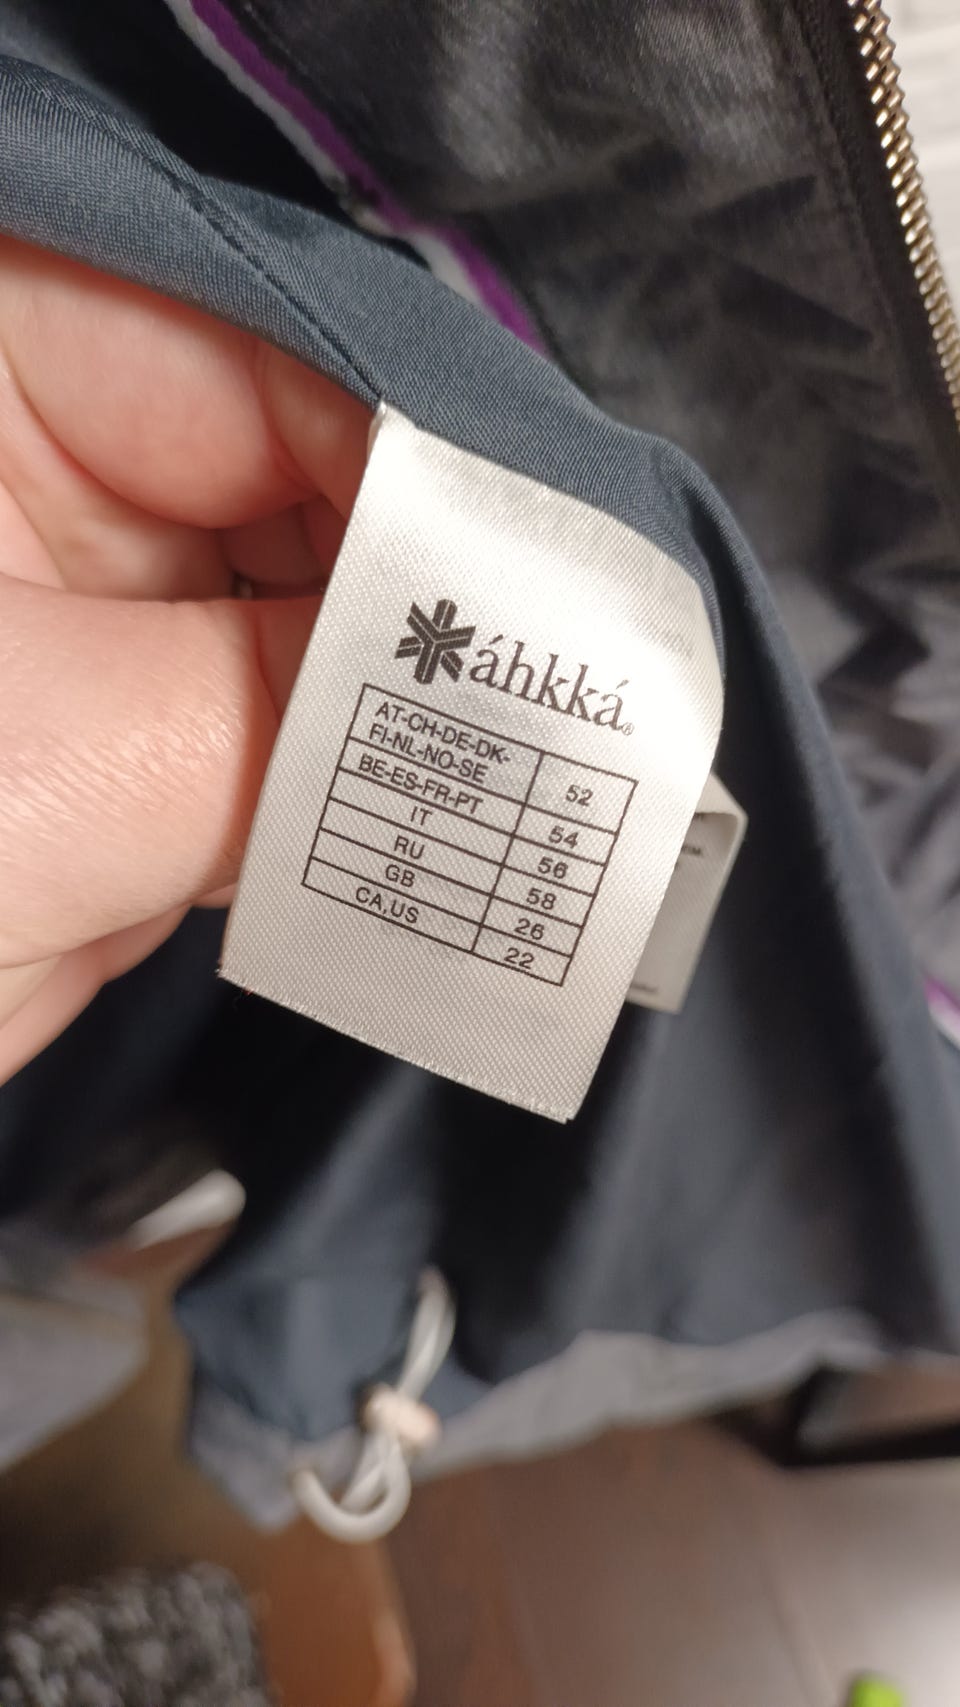 áhkká®
AT-CH-DE-DK-
FI-NL-NO-SE 52
BE-ES-FR-PT 54
IT 56
RU 58
GB 26
CA,US 22